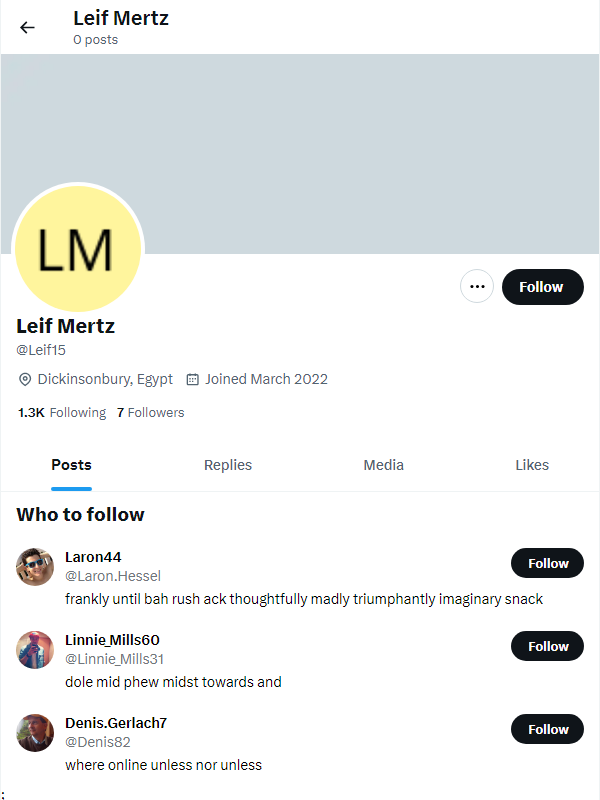 Leif Mertz
0 posts
LM
Follow
Leif Mertz
@Leif15
Dickinsonbury, Egypt Joined March 2022
1.3K Following 7 Followers
Posts Replies Media Likes
Who to follow
Laron44
@Laron.Hessel
Follow
frankly until bah rush ack thoughtfully madly triumphantly imaginary snack
Linnie_Mills60
@Linnie_Mills31
Follow
dole mid phew midst towards and
Denis.Gerlach7
@Denis82
Follow
where online unless nor unless
;